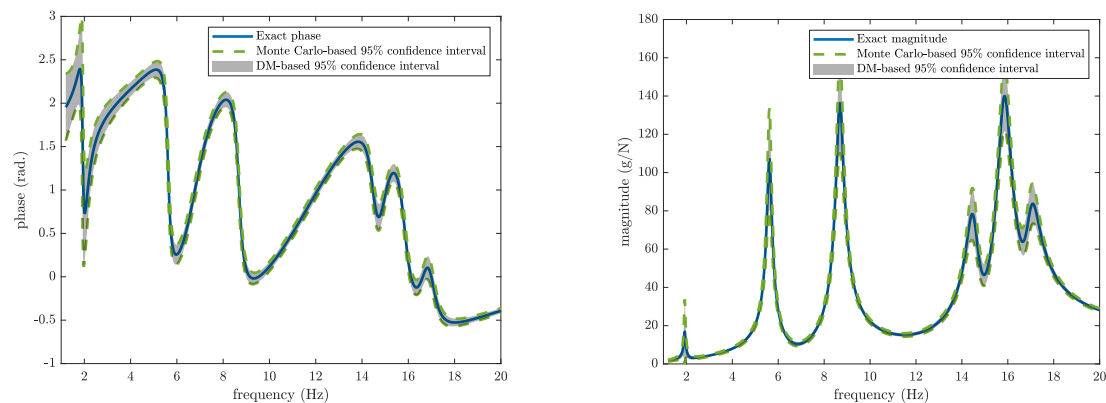 3
2.5
2
1.5
1
0.5
0
-0.5
-1
phase (rad.)
2 4 6 8 10 12 14 16 18 20
frequency (Hz)
Exact phase
Monte Carlo-based 95% confidence interval
DM-based 95% confidence interval
180
160
140
120
100
80
60
40
20
0
magnitude (g/N)
2 4 6 8 10 12 14 16 18 20
frequency (Hz)
Exact magnitude
Monte Carlo-based 95% confidence interval
DM-based 95% confidence interval